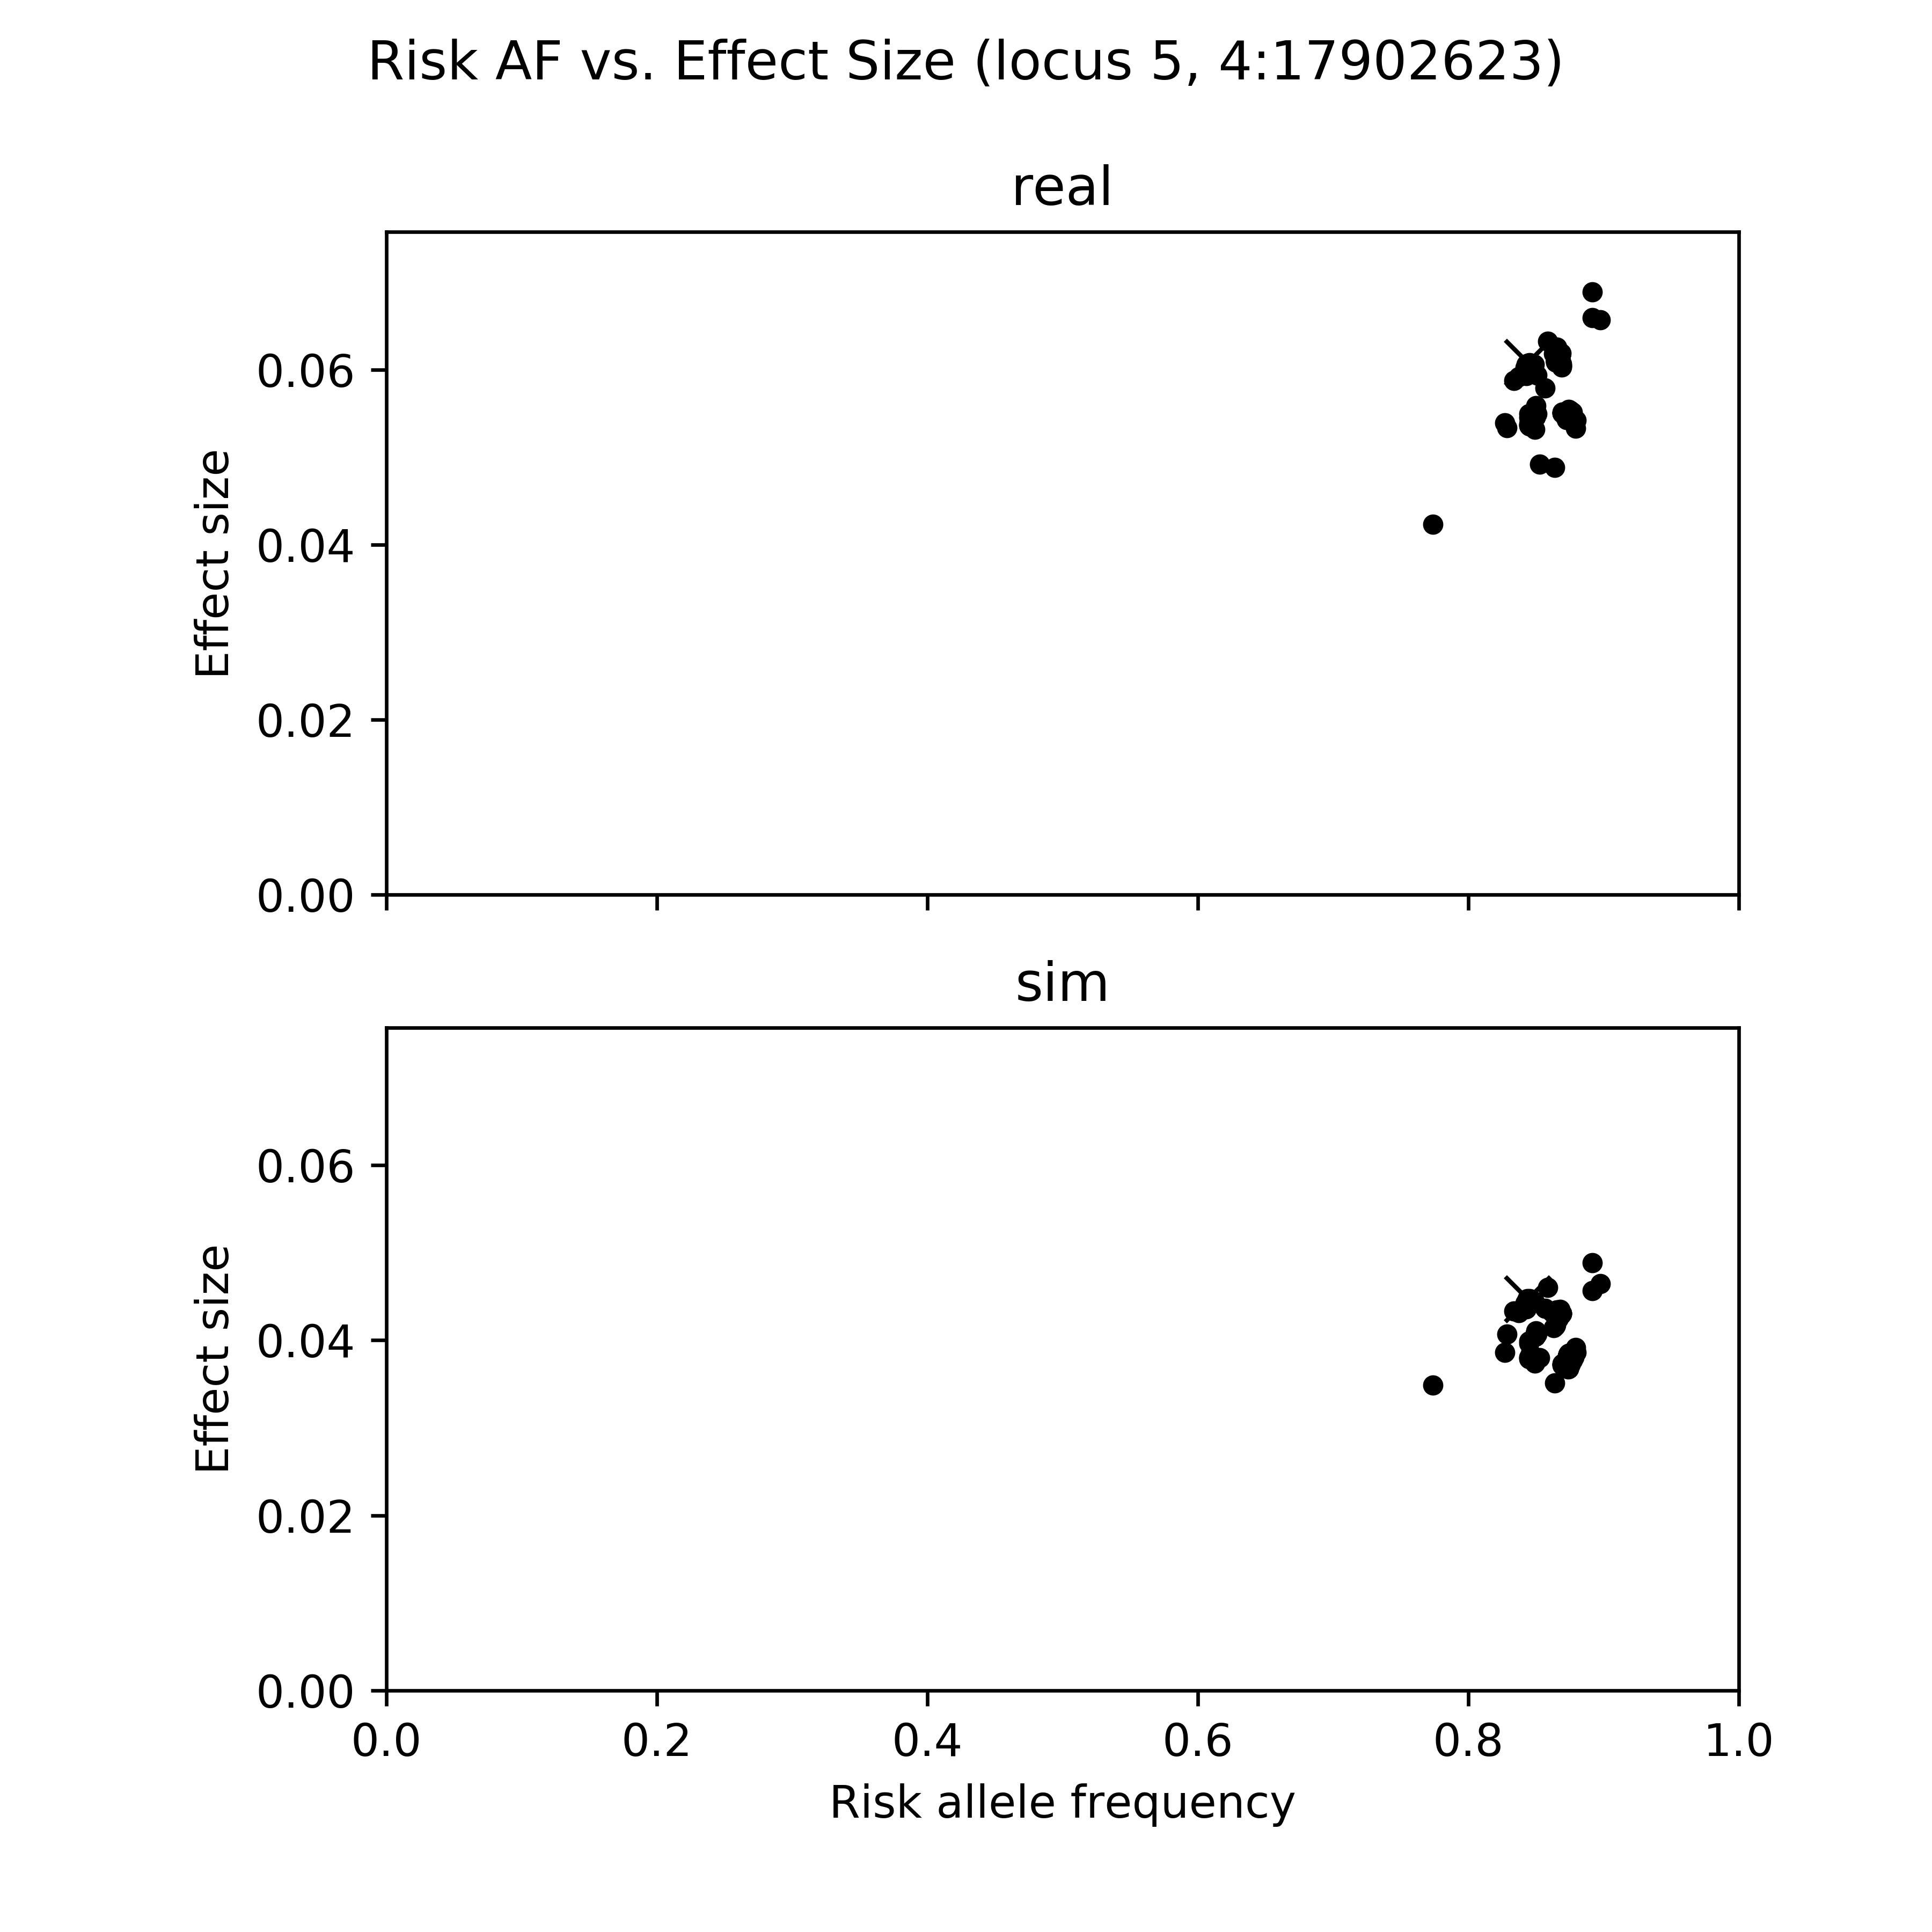 Risk AF vs. Effect Size (locus 5, 4:17902623)
real
0.06
0.04
0.02
0.00
Effect size
sim
0.06
0.04
0.02
0.00
Effect size
0.0 0.2 0.4 0.6 0.8 1.0
Risk allele frequency